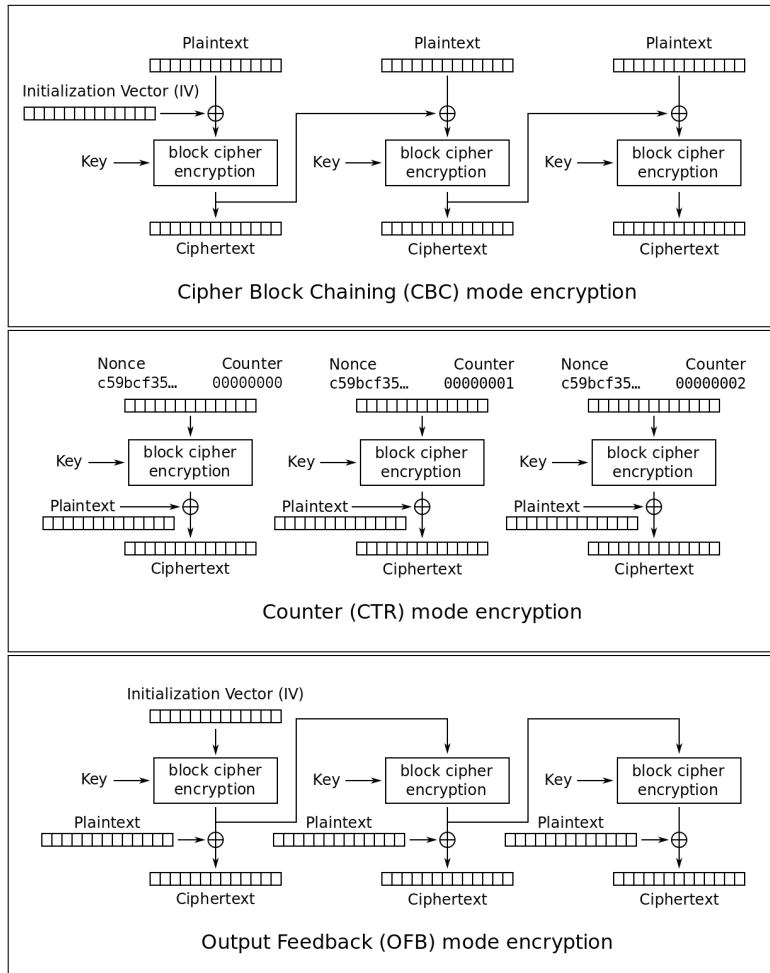 Plaintext Plaintext Plaintext
Initialization Vector (IV)
Key block cipher encryption Key block cipher encryption Key block cipher encryption
Ciphertext Ciphertext Ciphertext
Cipher Block Chaining (CBC) mode encryption
Nonce Counter Nonce Counter Nonce Counter
c59bcf35… 00000000 c59bcf35… 00000001 c59bcf35… 00000002
Key block cipher encryption Key block cipher encryption Key block cipher encryption
Plaintext Plaintext Plaintext
Ciphertext Ciphertext Ciphertext
Counter (CTR) mode encryption
Initialization Vector (IV)
Key block cipher encryption Key block cipher encryption Key block cipher encryption
Plaintext Plaintext Plaintext
Ciphertext Ciphertext Ciphertext
Output Feedback (OFB) mode encryption